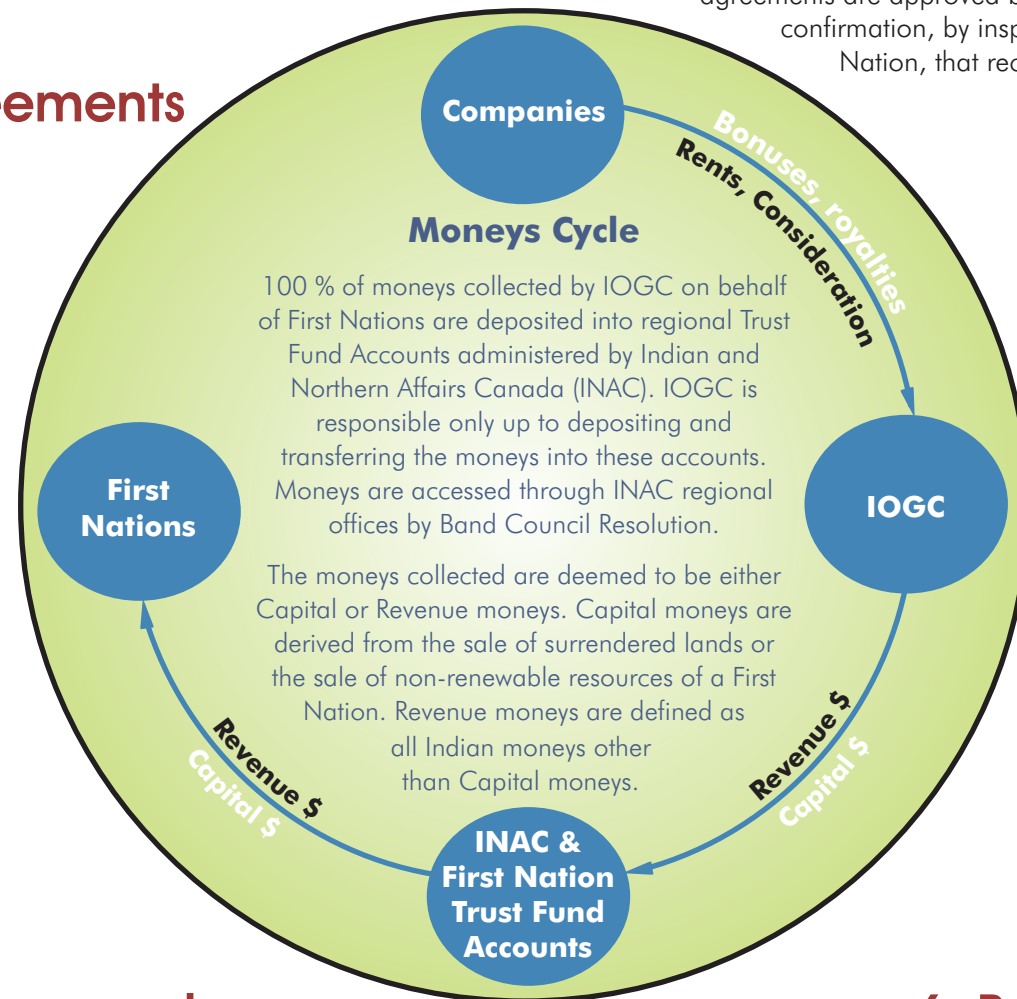 agreements are approved b
confirmation, by insp
Nation, that rec
eements
Companies
Bonuses, royalties
Rents, Consideration
Moneys Cycle
100 % of moneys collected by IOGC on behalf
of First Nations are deposited into regional Trust
Fund Accounts administered by Indian and
Northern Affairs Canada (INAC). IOGC is
responsible only up to depositing and
transferring the moneys into these accounts.
Moneys are accessed through INAC regional
offices by Band Council Resolution.
The moneys collected are deemed to be either
Capital or Revenue moneys. Capital moneys are
derived from the sale of surrendered lands or
the sale of non-renewable resources of a First
Nation. Revenue moneys are defined as
all Indian moneys other
than Capital moneys.
First
Nations
IOGC
Revenue $
Capital $
Revenue $
Capital $
INAC &
First Nation
Trust Fund
Accounts